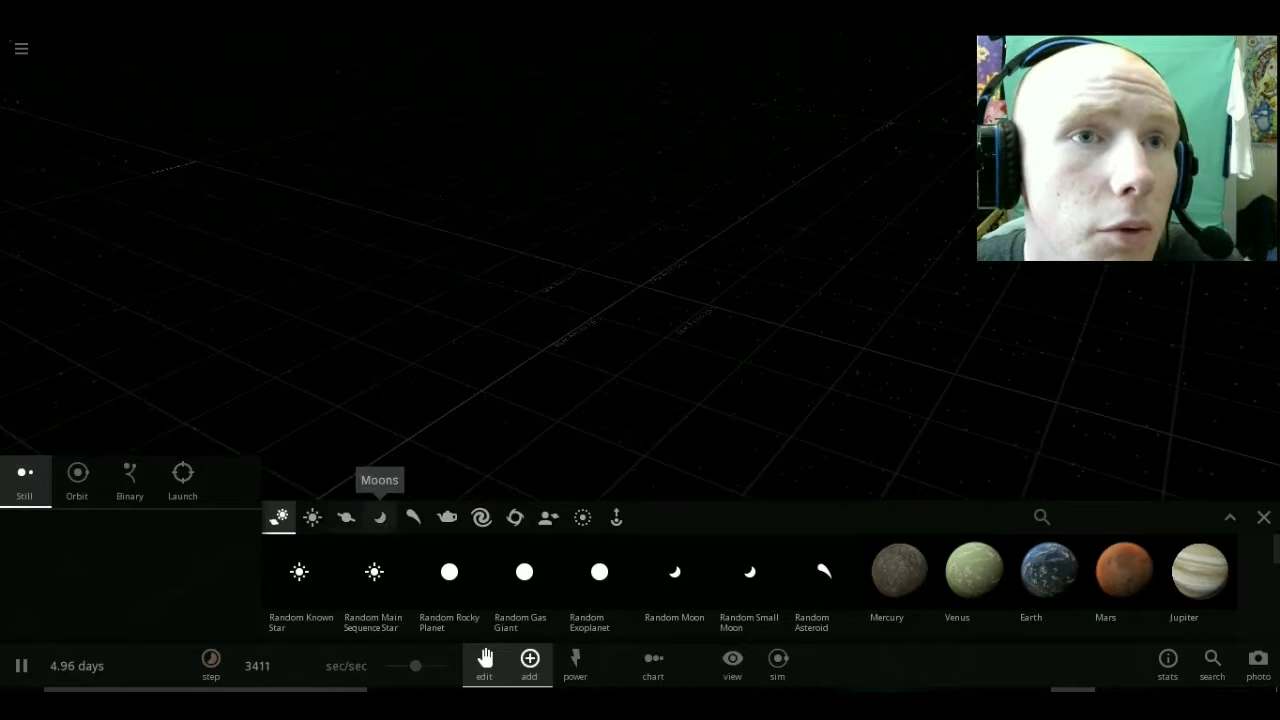 Moons
Still
Orbit
Binary
Launch
Random Known
Star
Random Main
Sequence Star
Random Rocky
Planet
Random Gas
Giant
Random
Exoplanet
Random Moon
Random Small
Moon
Random
Asteroid
Mercury
Venus
Earth
Mars
Jupiter
4.96 days
step
3411
sec/sec
edit
add
power
chart
view
sim
stats
search
photo